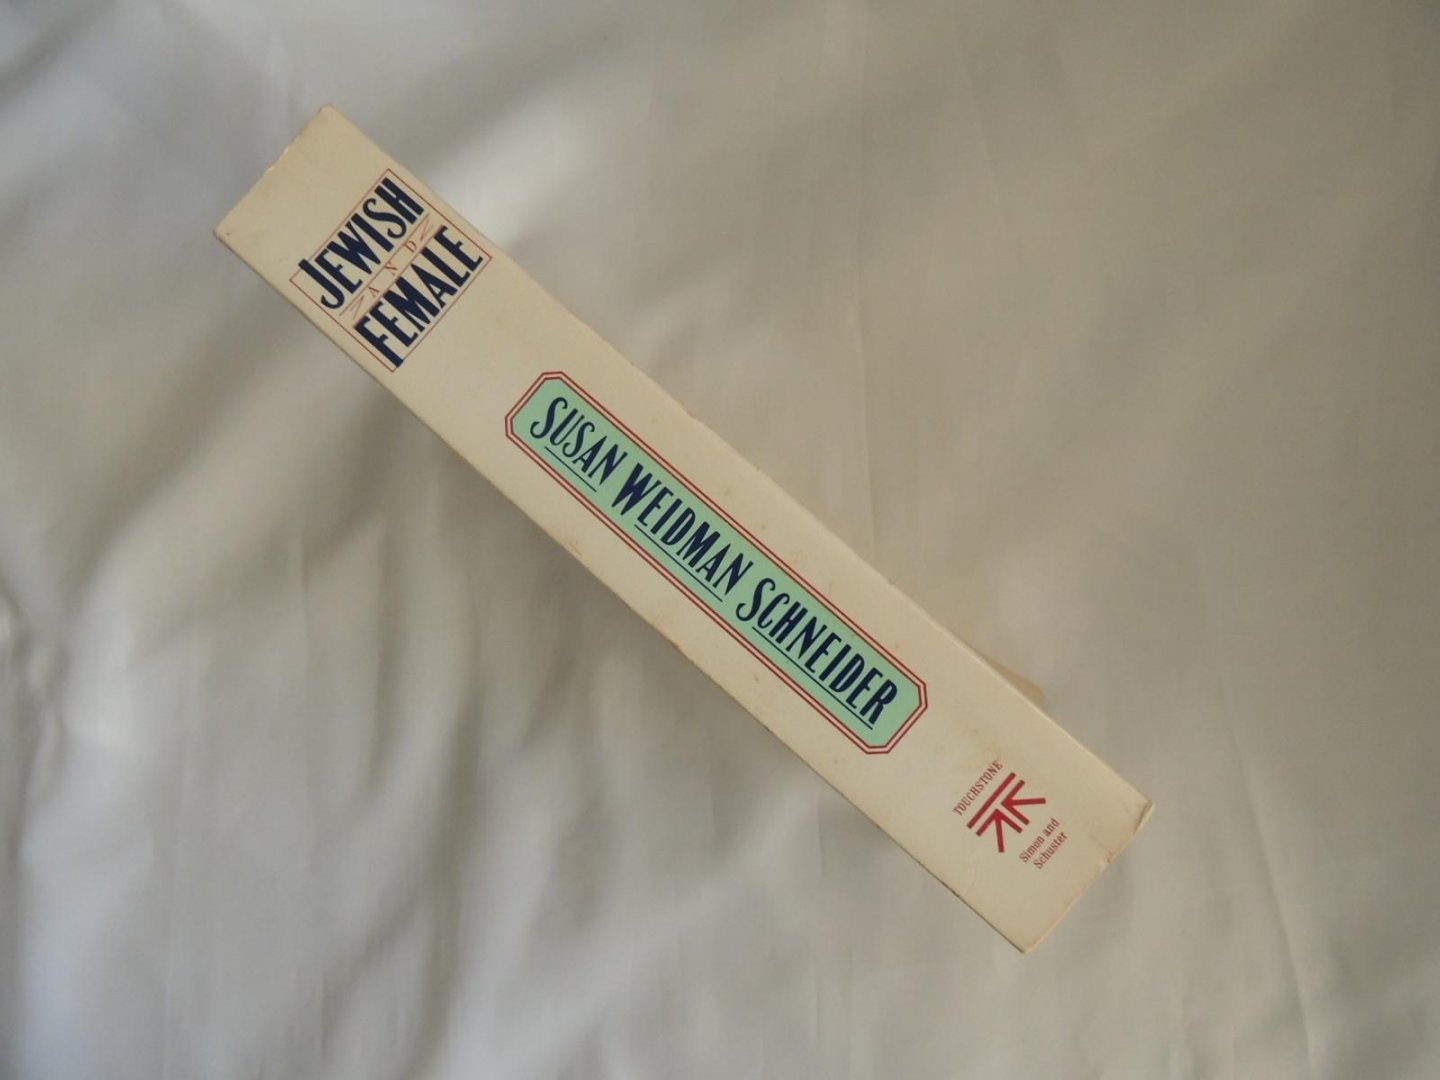 JEWISH
AND
FEMALE
SUSAN WEIDMAN SCHNEIDER
TOUCHSTONE
Simon and
Schuster